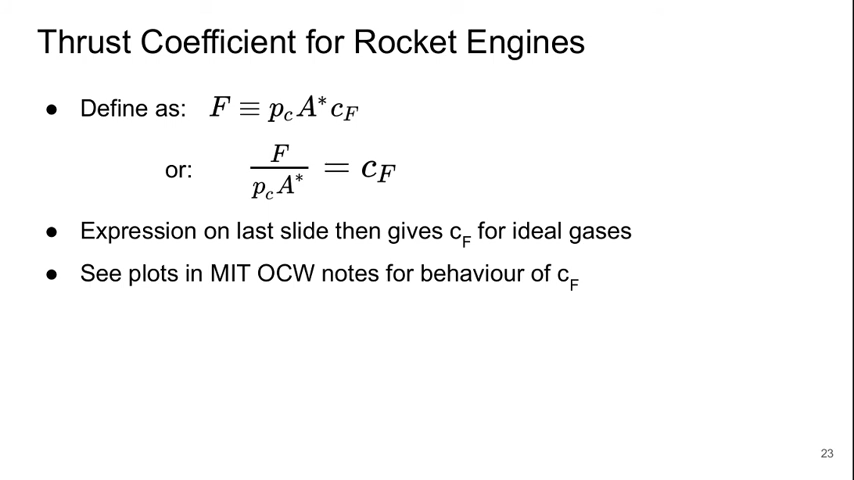 Thrust Coefficient for Rocket Engines
● Define as: F ≡ p_c A* c_F
or: F / (p_c A*) = c_F
● Expression on last slide then gives c_F for ideal gases
● See plots in MIT OCW notes for behaviour of c_F
23